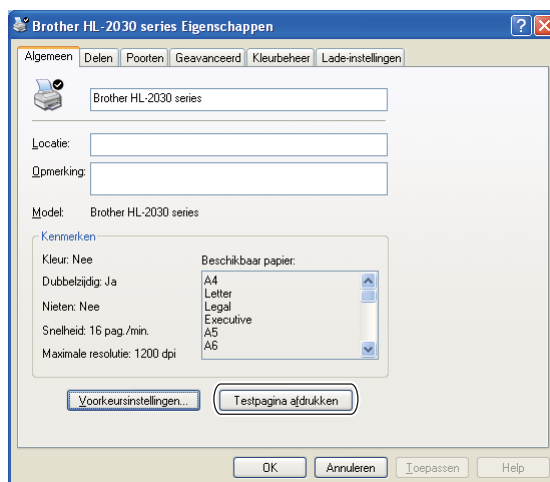 Brother HL-2030 series Eigenschappen
Algemeen Delen Poorten Geavanceerd Kleurbeheer Lade-instellingen
Brother HL-2030 series
Locatie:
Opmerking:
Model: Brother HL-2030 series
Kenmerken
Kleur: Nee
Dubbelzijdig: Ja
Nieten: Nee
Snelheid: 16 pag./min.
Maximale resolutie: 1200 dpi
Beschikbaar papier:
A4
Letter
Legal
Executive
A5
A6
Voorkeursinstellingen... Testpagina afdrukken
OK Annuleren Toepassen Help